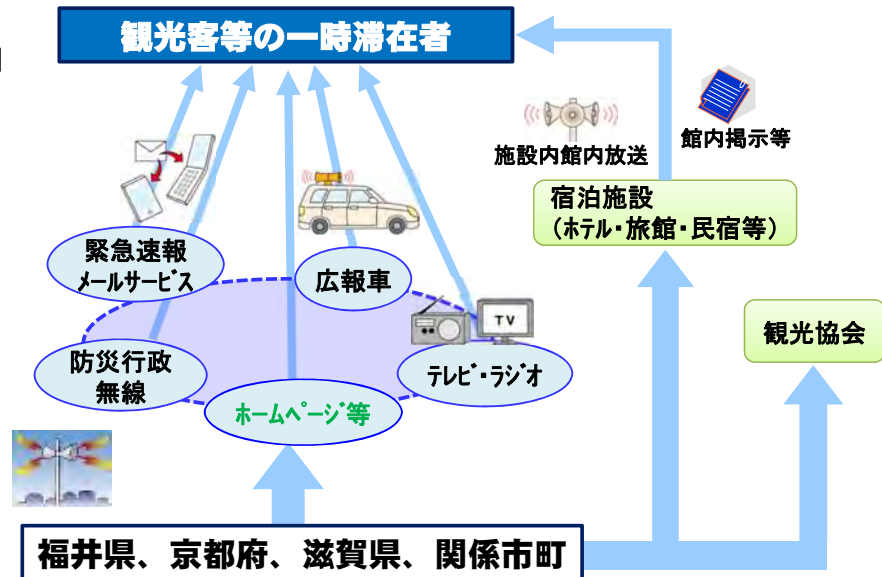 観光客等の一時滞在者
施設内館内放送
館内掲示等
宿泊施設
（ホテル・旅館・民宿等）
緊急速報
メールサービス
広報車
TV
観光協会
防災行政
無線
テレビ・ラジオ
ホームページ等
福井県、京都府、滋賀県、関係市町